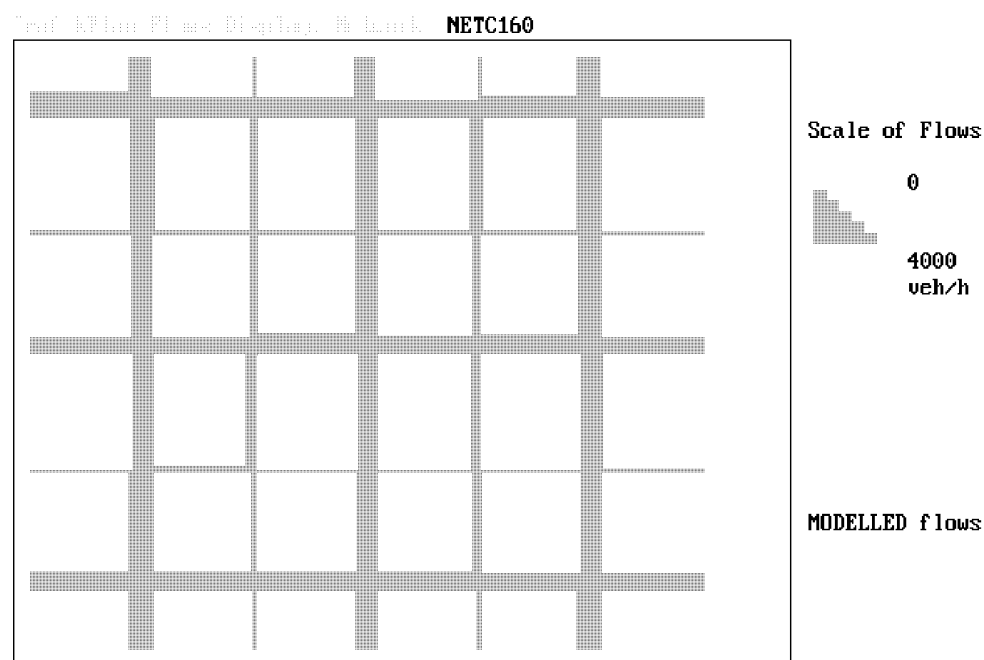 NETC160
Scale of Flows
0
4000
veh/h
MODELLED flows